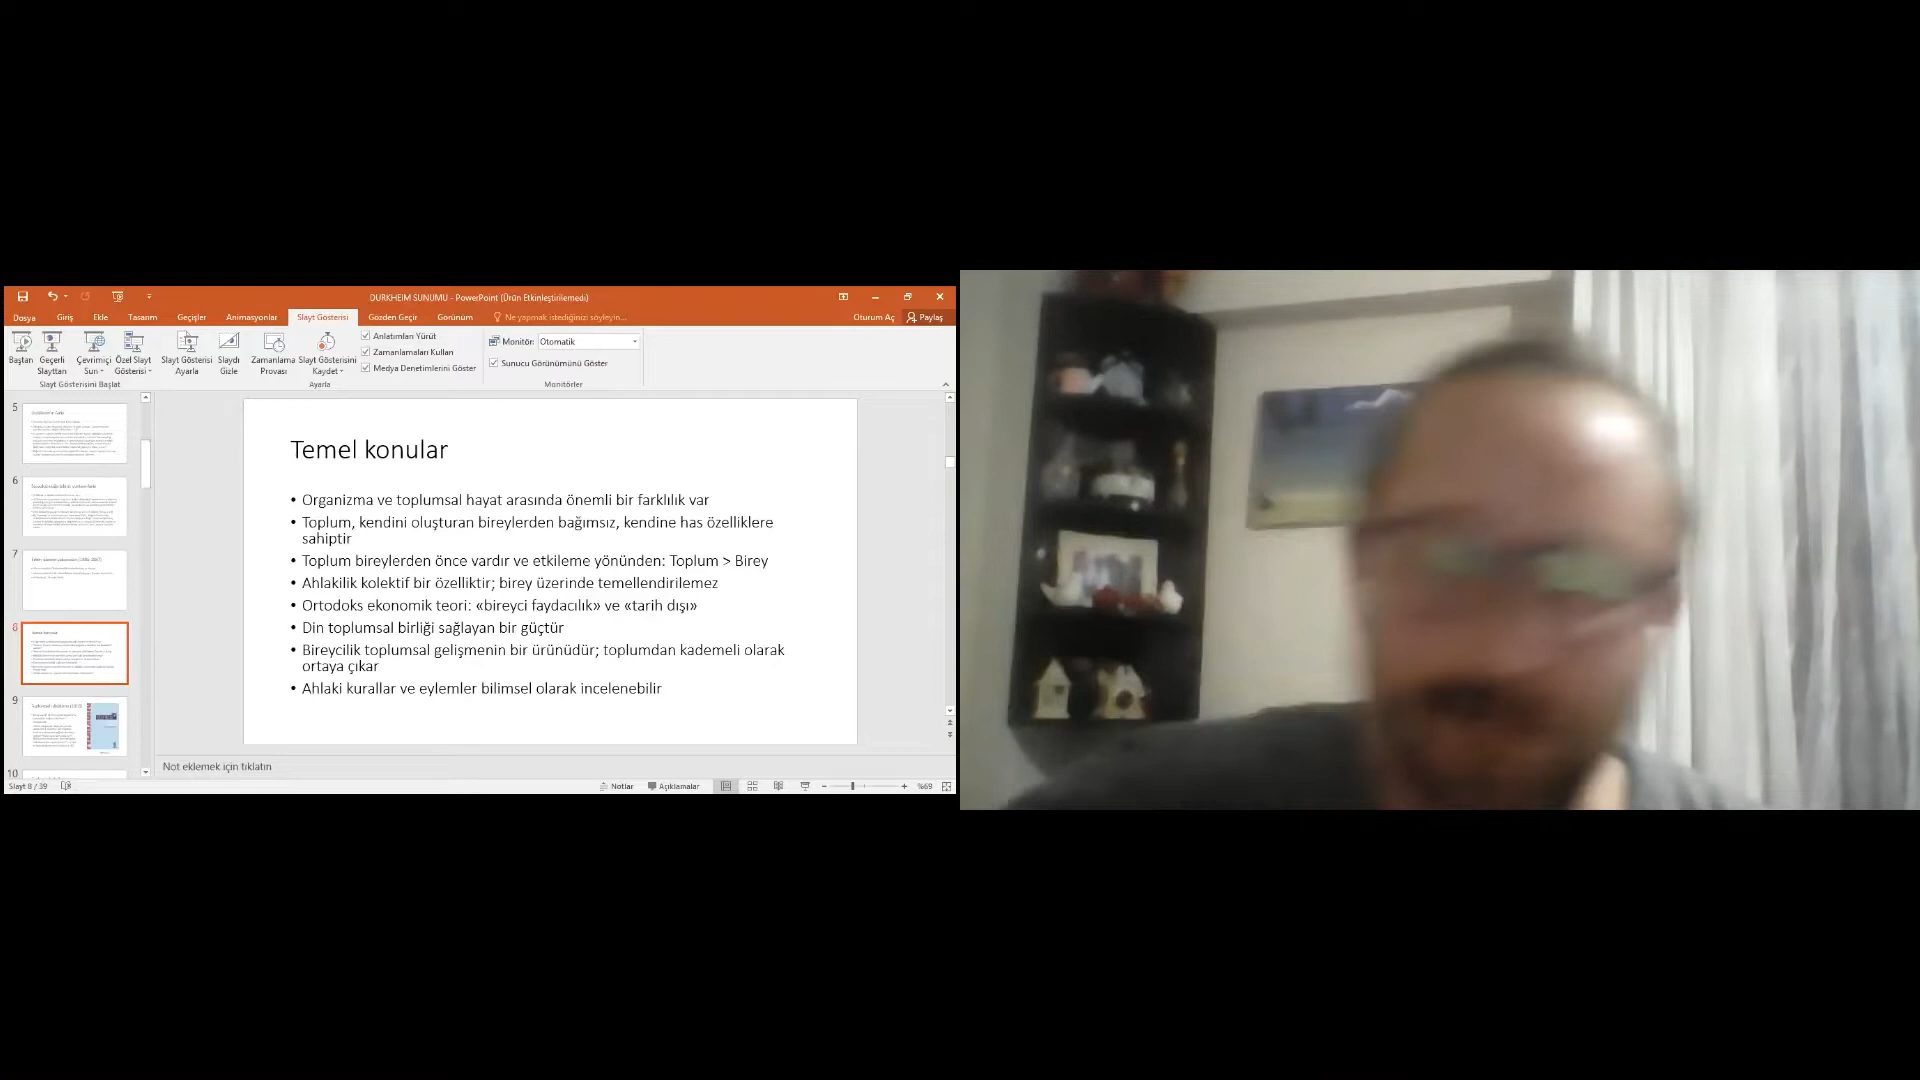 DURKHEIM SUNUMU - PowerPoint (Ürün Etkinleştirilemedi)
Dosya Giriş Ekle Tasarım Geçişler Animasyonlar Slayt Gösterisi Gözden Geçir Görünüm Ne yapmak istediğinizi söyleyin... Oturum Aç Paylaş
Baştan
Geçerli Slayttan
Çevrimiçi Sun
Özel Slayt Gösterisi
Slayt Gösterisi Ayarla
Slaydı Gizle
Zamanlama Provası
Slayt Gösterisini Kaydet
Anlatımları Yürüt
Zamanlamaları Kullan
Medya Denetimlerini Göster
Monitör: Otomatik
Sunucu Görünümünü Göster
Slayt Gösterisini Başlat
Ayarla
Monitörler
5
6
7
8
9
10
Temel konular
• Organizma ve toplumsal hayat arasında önemli bir farklılık var
• Toplum, kendini oluşturan bireylerden bağımsız, kendine has özelliklere
sahiptir
• Toplum bireylerden önce vardır ve etkileme yönünden: Toplum > Birey
• Ahlakilik kolektif bir özelliktir; birey üzerinde temellendirilemez
• Ortodoks ekonomik teori: «bireyci faydacılık» ve «tarih dışı»
• Din toplumsal birliği sağlayan bir güçtür
• Bireycilik toplumsal gelişmenin bir ürünüdür; toplumdan kademeli olarak
ortaya çıkar
• Ahlaki kurallar ve eylemler bilimsel olarak incelenebilir
Not eklemek için tıklatın
Slayt 8 / 39
Notlar
Açıklamalar
%69